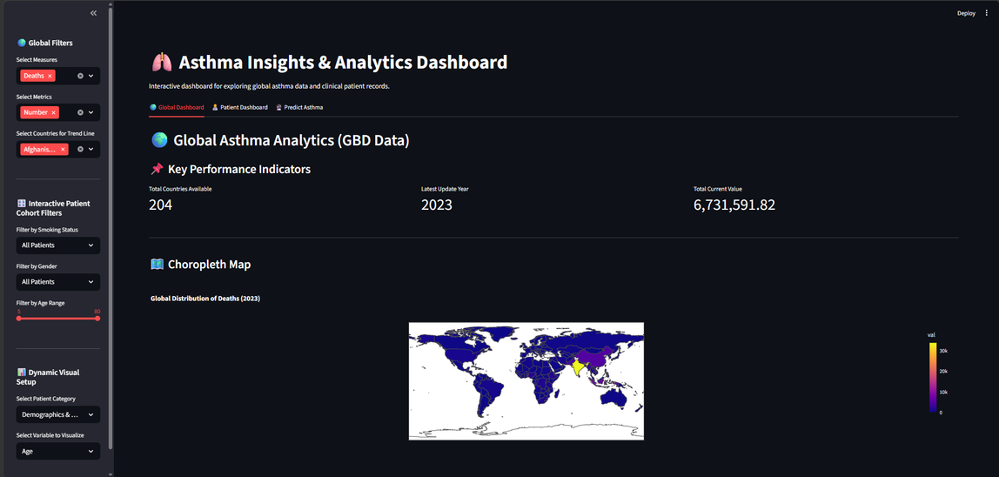 Deploy
Global Filters
Select Measures
Deaths ×
Select Metrics
Number ×
Select Countries for Trend Line
Afghanis... ×
Interactive Patient
Cohort Filters
Filter by Smoking Status
All Patients
Filter by Gender
All Patients
Filter by Age Range
5 80
Dynamic Visual
Setup
Select Patient Category
Demographics & ...
Select Variable to Visualize
Age
Asthma Insights & Analytics Dashboard
Interactive dashboard for exploring global asthma data and clinical patient records.
Global Dashboard Patient Dashboard Predict Asthma
Global Asthma Analytics (GBD Data)
Key Performance Indicators
Total Countries Available Latest Update Year Total Current Value
204 2023 6,731,591.82
Choropleth Map
Global Distribution of Deaths (2023)
val
30k
20k
10k
0